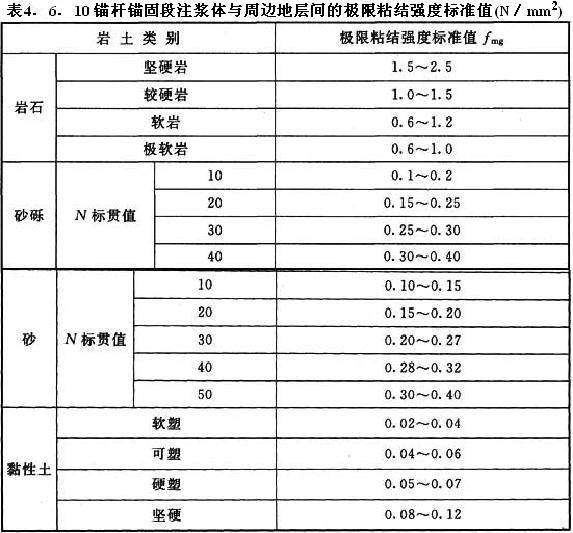 表4．6．10锚杆锚固段注浆体与周边地层间的极限粘结强度标准值(N／mm²)
岩土类别 极限粘结强度标准值 fmg
岩石 坚硬岩 1.5～2.5
较硬岩 1.0～1.5
软岩 0.6～1.2
极软岩 0.6～1.0
砂砾 N 标贯值 10 0.1～0.2
20 0.15～0.25
30 0.25～0.30
40 0.30～0.40
砂 N 标贯值 10 0.10～0.15
20 0.15～0.20
30 0.20～0.27
40 0.28～0.32
50 0.30～0.40
黏性土 软塑 0.02～0.04
可塑 0.04～0.06
硬塑 0.05～0.07
坚硬 0.08～0.12